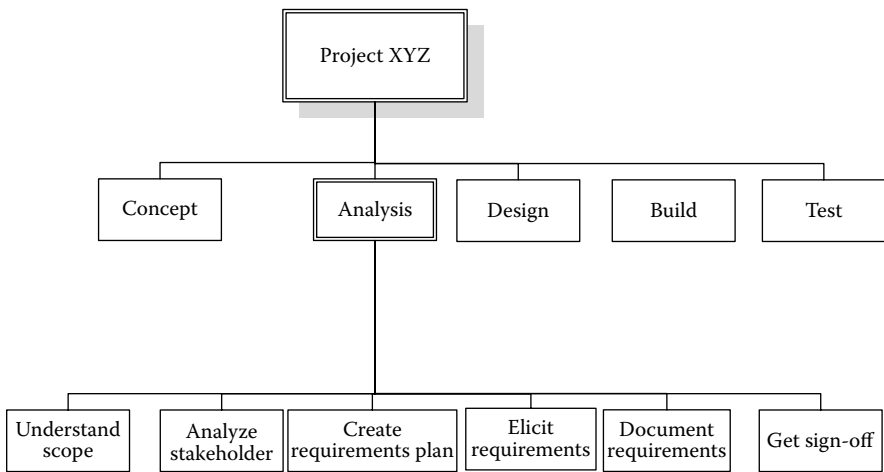 Project XYZ
Concept
Analysis
Design
Build
Test
Understand
scope
Analyze
stakeholder
Create
requirements plan
Elicit
requirements
Document
requirements
Get sign-off